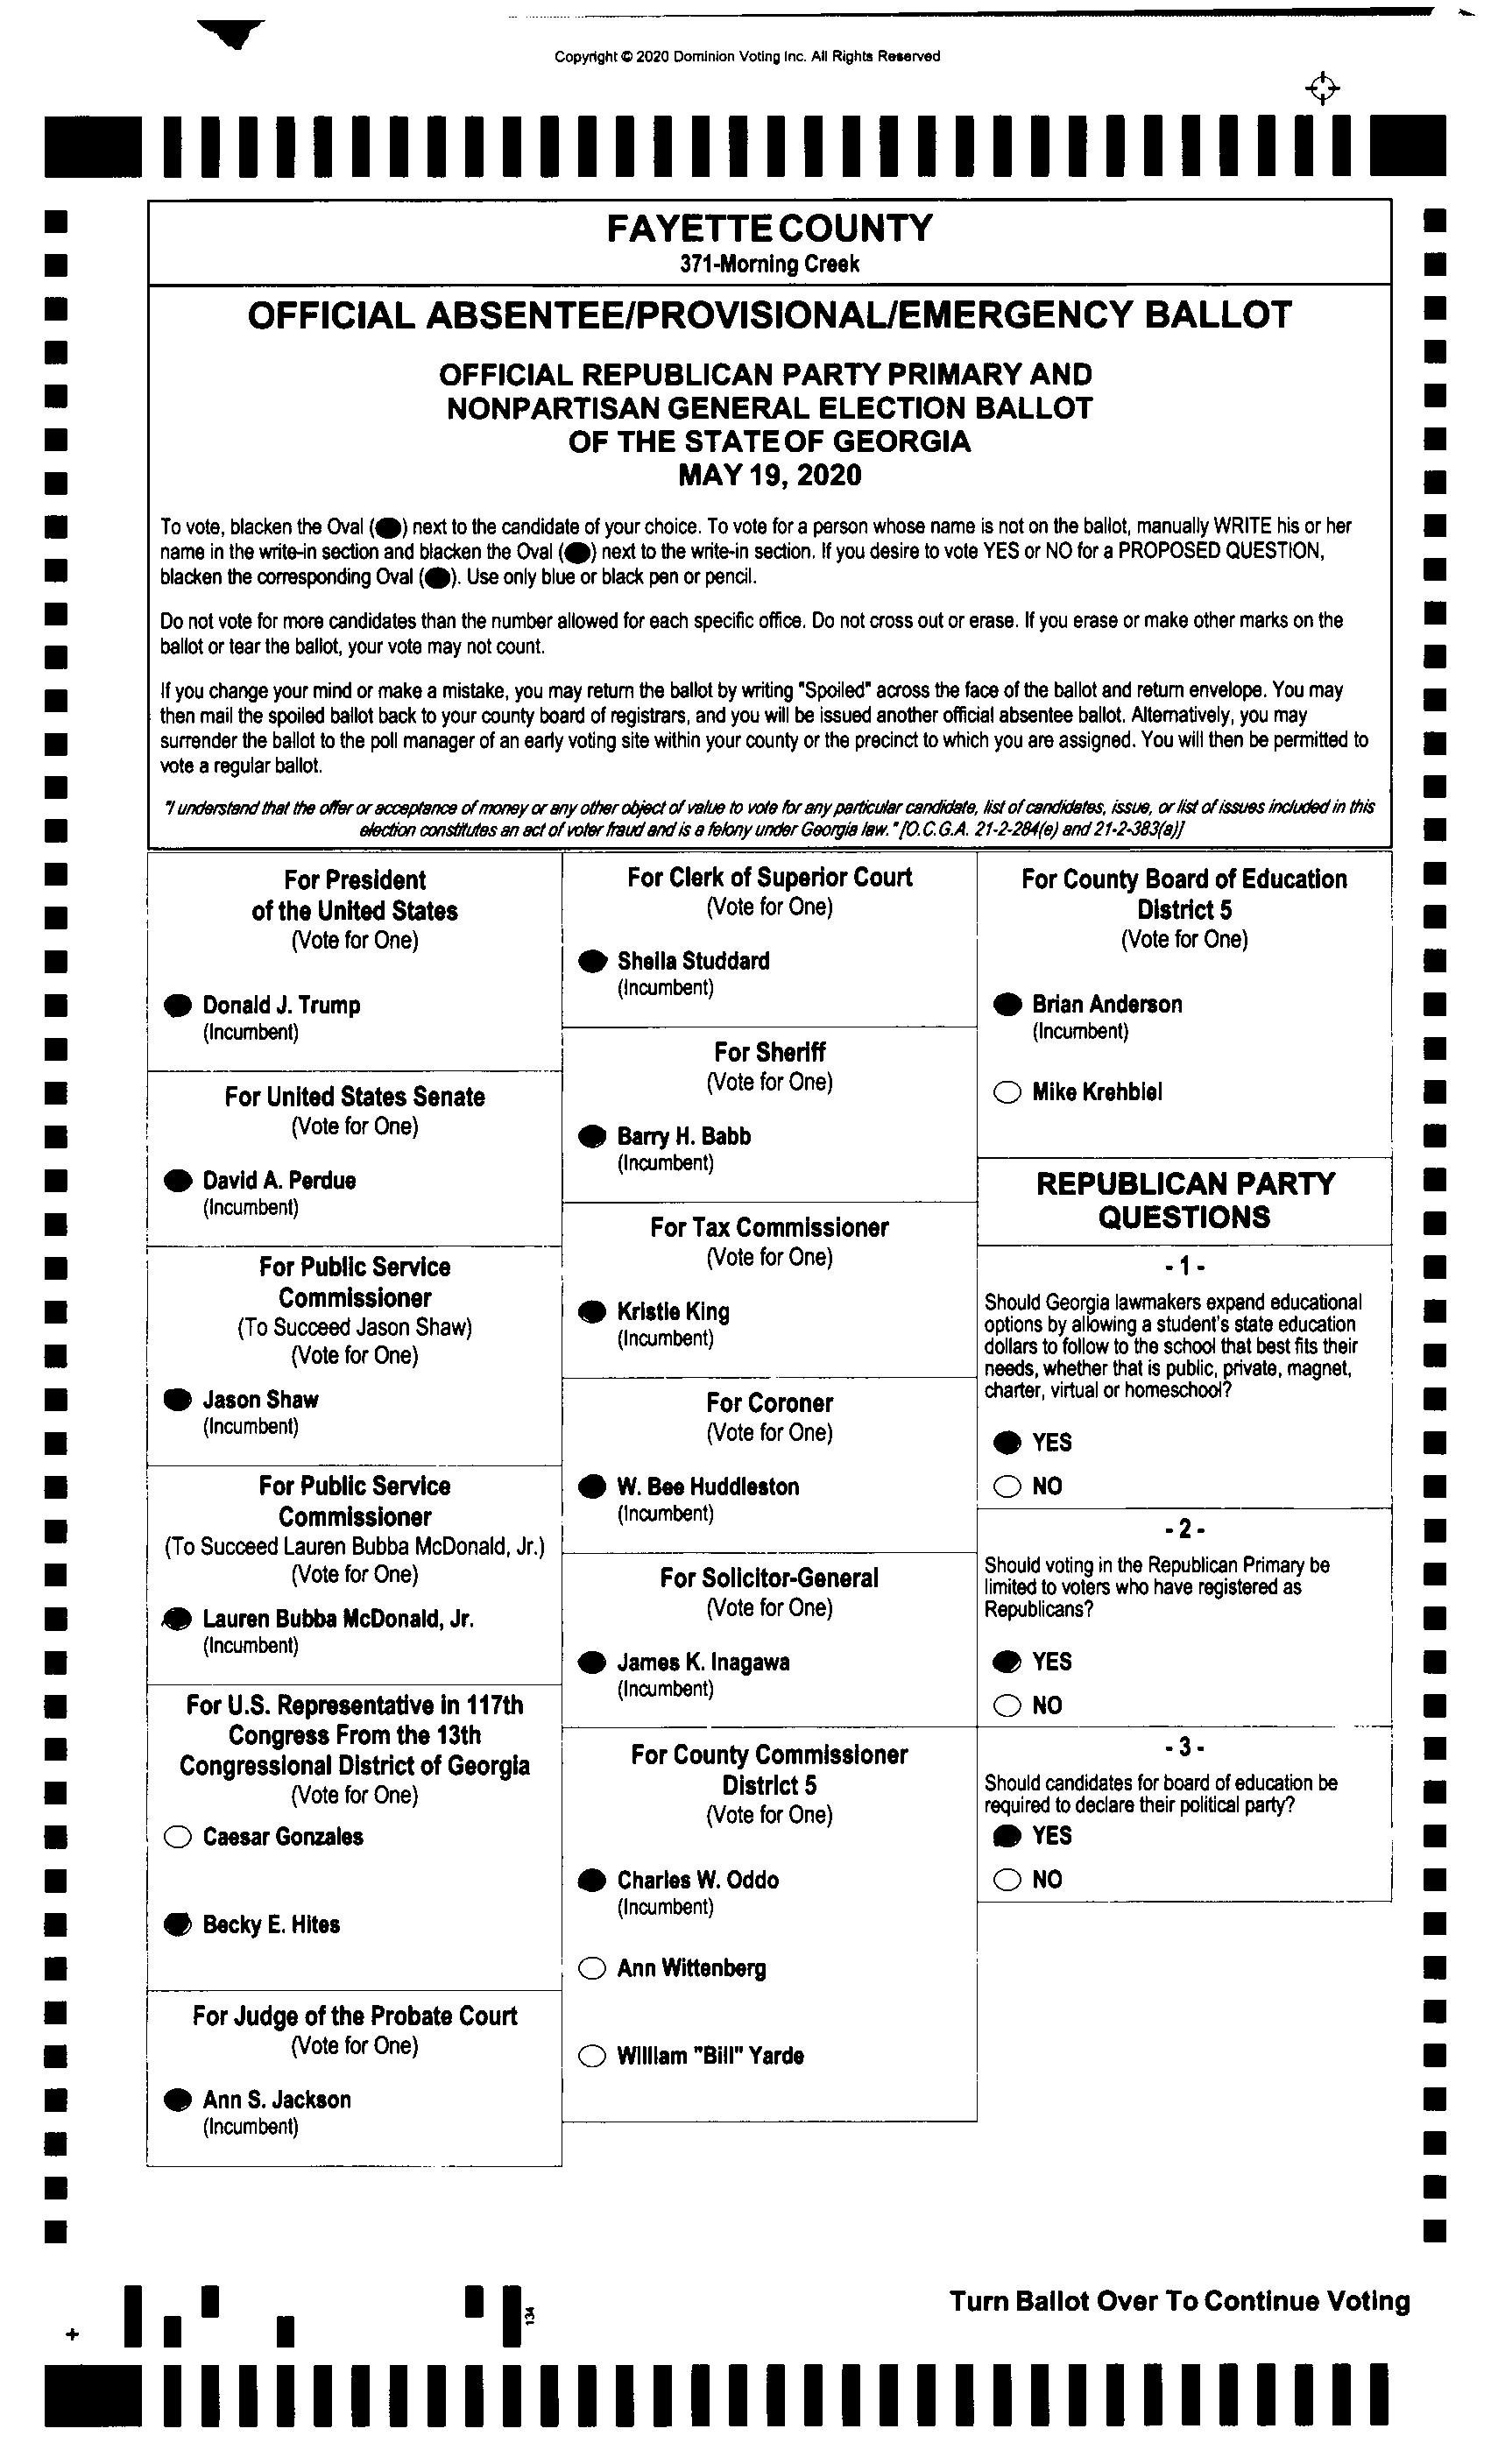 Copyright © 2020 Dominion Voting Inc. All Rights Reserved
FAYETTE COUNTY
371-Morning Creek
OFFICIAL ABSENTEE/PROVISIONAL/EMERGENCY BALLOT
OFFICIAL REPUBLICAN PARTY PRIMARY AND
NONPARTISAN GENERAL ELECTION BALLOT
OF THE STATE OF GEORGIA
MAY 19, 2020
To vote, blacken the Oval ( ) next to the candidate of your choice. To vote for a person whose name is not on the ballot, manually WRITE his or her
name in the write-in section and blacken the Oval ( ) next to the write-in section. If you desire to vote YES or NO for a PROPOSED QUESTION,
blacken the corresponding Oval ( ). Use only blue or black pen or pencil.
Do not vote for more candidates than the number allowed for each specific office. Do not cross out or erase. If you erase or make other marks on the
ballot or tear the ballot, your vote may not count.
If you change your mind or make a mistake, you may return the ballot by writing "Spoiled" across the face of the ballot and return envelope. You may
then mail the spoiled ballot back to your county board of registrars, and you will be issued another official absentee ballot. Alternatively, you may
surrender the ballot to the poll manager of an early voting site within your county or the precinct to which you are assigned. You will then be permitted to
vote a regular ballot.
"I understand that the offer or acceptance of money or any other object of value to vote for any particular candidate, list of candidates, issue, or list of issues included in this
election constitutes an act of voter fraud and is a felony under Georgia law." [O.C.G.A. 21-2-284(e) and 21-2-383(a)]
For President
of the United States
(Vote for One)
Donald J. Trump
(Incumbent)
For United States Senate
(Vote for One)
David A. Perdue
(Incumbent)
For Public Service
Commissioner
(To Succeed Jason Shaw)
(Vote for One)
Jason Shaw
(Incumbent)
For Public Service
Commissioner
(To Succeed Lauren Bubba McDonald, Jr.)
(Vote for One)
Lauren Bubba McDonald, Jr.
(Incumbent)
For U.S. Representative in 117th
Congress From the 13th
Congressional District of Georgia
(Vote for One)
Caesar Gonzales
Becky E. Hites
For Judge of the Probate Court
(Vote for One)
Ann S. Jackson
(Incumbent)
For Clerk of Superior Court
(Vote for One)
Sheila Studdard
(Incumbent)
For Sheriff
(Vote for One)
Barry H. Babb
(Incumbent)
For Tax Commissioner
(Vote for One)
Kristie King
(Incumbent)
For Coroner
(Vote for One)
W. Bee Huddleston
(Incumbent)
For Solicitor-General
(Vote for One)
James K. Inagawa
(Incumbent)
For County Commissioner
District 5
(Vote for One)
Charles W. Oddo
(Incumbent)
Ann Wittenberg
William "Bill" Yarde
For County Board of Education
District 5
(Vote for One)
Brian Anderson
(Incumbent)
Mike Krehbiel
REPUBLICAN PARTY
QUESTIONS
- 1 -
Should Georgia lawmakers expand educational
options by allowing a student's state education
dollars to follow to the school that best fits their
needs, whether that is public, private, magnet,
charter, virtual or homeschool?
YES
NO
- 2 -
Should voting in the Republican Primary be
limited to voters who have registered as
Republicans?
YES
NO
- 3 -
Should candidates for board of education be
required to declare their political party?
YES
NO
Turn Ballot Over To Continue Voting
134